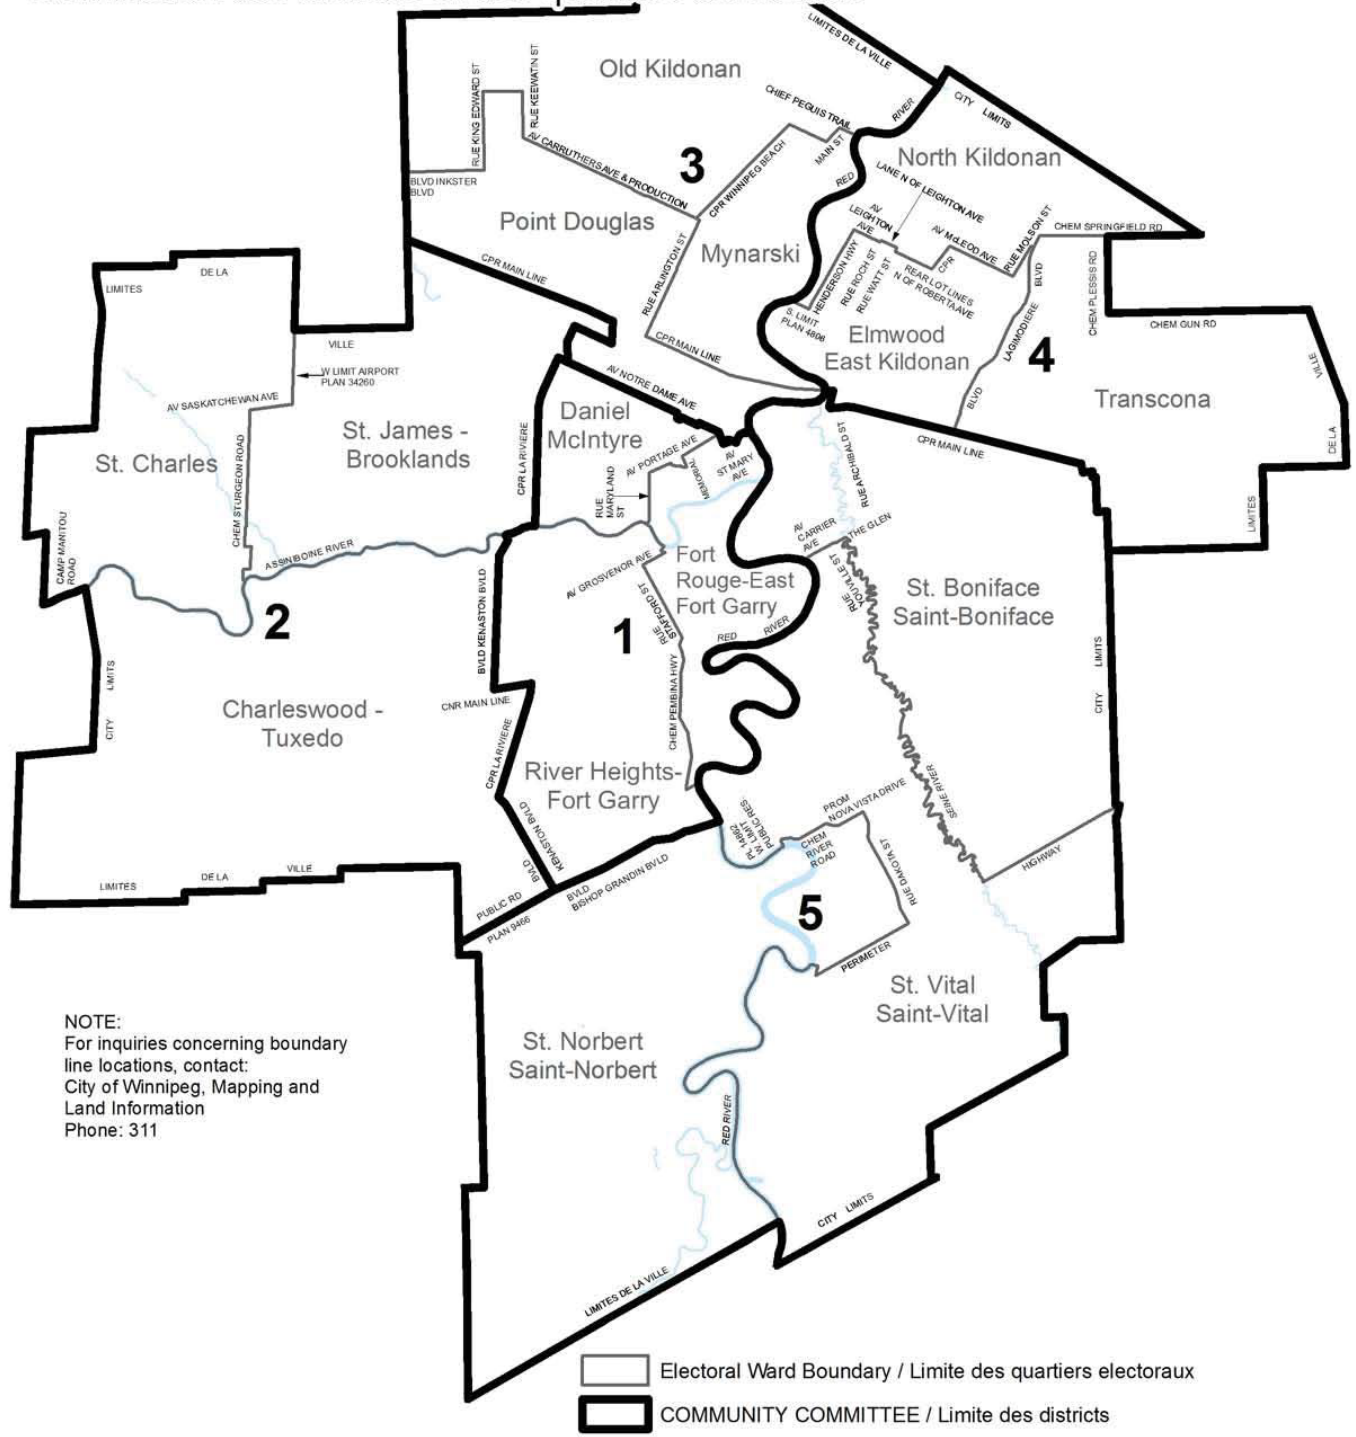 LIMITES DE LA VILLE
Old Kildonan
RUE KING EDWARD ST
RUE KEEWATIN ST
CHIEF PEGUIS TRAIL
MAIN ST
RIVER
RED
CITY LIMITS
North Kildonan
AV CARRUTHERS AVE & PRODUCTION
3
CPR WINNIPEG BEACH
BLVD INKSTER
BLVD
Point Douglas
Mynarski
LANE N OF LEIGHTON AVE
AV
LEIGHTON
AVE
AV McLEOD AVE
RUE MOLSON ST
CHEM SPRINGFIELD RD
CPR MAIN LINE
RUE ARLINGTON ST
CPR MAIN LINE
HENDERSON HWY
RUE ROCH ST
RUE WATT ST
CPR
REAR LOT LINES
N OF ROBERTA AVE
S. LIMIT
PLAN 4808
BLVD
LAGIMODIERE
BLVD
CHEM PLESSIS RD
CHEM GUN RD
Elmwood
East Kildonan
4
Transcona
VILLE
DE LA
LIMITES
DE LA
LIMITES
VILLE
W LIMIT AIRPORT
PLAN 34260
AV SASKATCHEWAN AVE
St. James -
Brooklands
St. Charles
CHEM STURGEON ROAD
CAMP MANITOU
ROAD
ASSINIBOINE RIVER
2
CPR LA RIVIERE
Daniel
McIntyre
AV NOTRE DAME AVE
AV PORTAGE AVE
MEMORIAL
AV
ST MARY
AVE
RUE
MARYLAND
ST
CPR MAIN LINE
RUE ARCHIBALD ST
AV
CARRIER
AVE
THE GLEN
RUE YOUVILLE ST
AV GROSVENOR AVE
Fort
Rouge-East
Fort Garry
RUE
STAFFORD ST
1
RED
RIVER
CHEM PEMBINA HWY
BVLD KENASTON BVLD
CNR MAIN LINE
CPR LA RIVIERE
St. Boniface
Saint-Boniface
CITY LIMITS
CITY LIMITS
Charleswood -
Tuxedo
River Heights-
Fort Garry
KENASTON BVLD
BVLD
BVLD
BISHOP GRANDIN BVLD
PUBLIC RD
PLAN 9466
LIMITES
DE LA
VILLE
PL 14862
W. LIMIT
PUBLIC RES.
PROM
NOVA VISTA DRIVE
CHEM
RIVER
ROAD
RUE DAKOTA ST
SEINE RIVER
HIGHWAY
5
PERIMETER
St. Vital
Saint-Vital
St. Norbert
Saint-Norbert
RED RIVER
CITY LIMITS
LIMITES DE LA VILLE
NOTE:
For inquiries concerning boundary
line locations, contact:
City of Winnipeg, Mapping and
Land Information
Phone: 311
Electoral Ward Boundary / Limite des quartiers electoraux
COMMUNITY COMMITTEE / Limite des districts